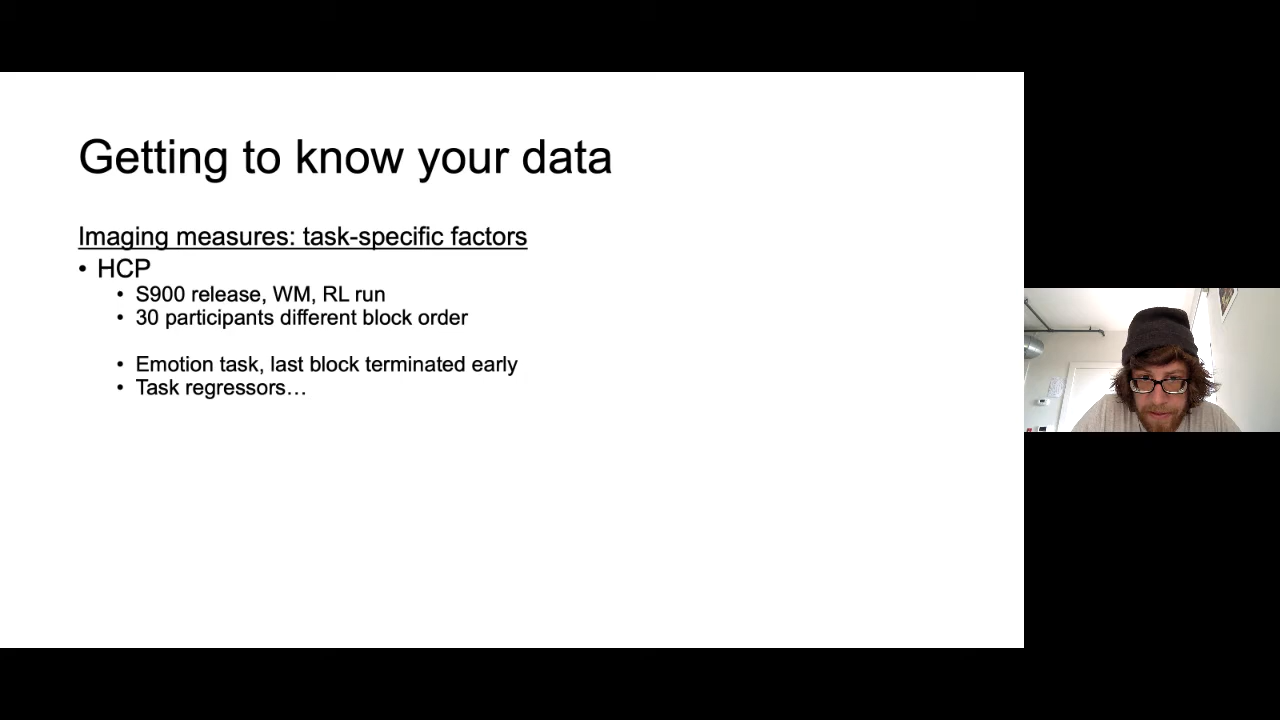 Getting to know your data
Imaging measures: task-specific factors
• HCP
• S900 release, WM, RL run
• 30 participants different block order
• Emotion task, last block terminated early
• Task regressors…